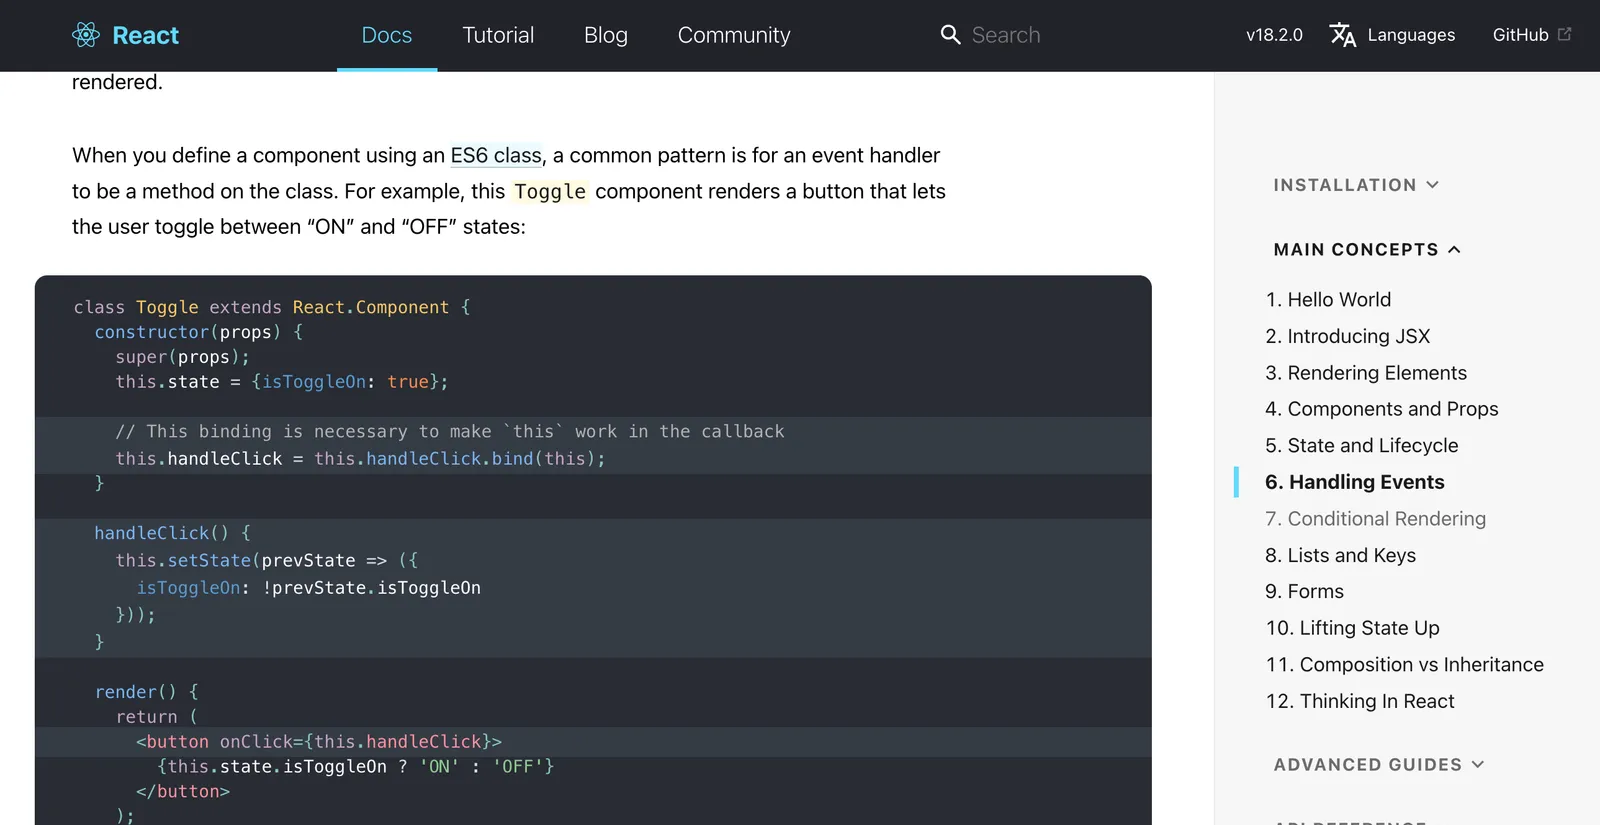 React
Docs
Tutorial
Blog
Community
Search
v18.2.0
Languages
GitHub
rendered.
When you define a component using an ES6 class, a common pattern is for an event handler
to be a method on the class. For example, this Toggle component renders a button that lets
the user toggle between “ON” and “OFF” states:
class Toggle extends React.Component {
  constructor(props) {
    super(props);
    this.state = {isToggleOn: true};
    // This binding is necessary to make `this` work in the callback
    this.handleClick = this.handleClick.bind(this);
  }
  handleClick() {
    this.setState(prevState => ({
      isToggleOn: !prevState.isToggleOn
    }));
  }
  render() {
    return (
      <button onClick={this.handleClick}>
        {this.state.isToggleOn ? 'ON' : 'OFF'}
      </button>
    );
INSTALLATION
MAIN CONCEPTS
1. Hello World
2. Introducing JSX
3. Rendering Elements
4. Components and Props
5. State and Lifecycle
6. Handling Events
7. Conditional Rendering
8. Lists and Keys
9. Forms
10. Lifting State Up
11. Composition vs Inheritance
12. Thinking In React
ADVANCED GUIDES
API REFERENCE